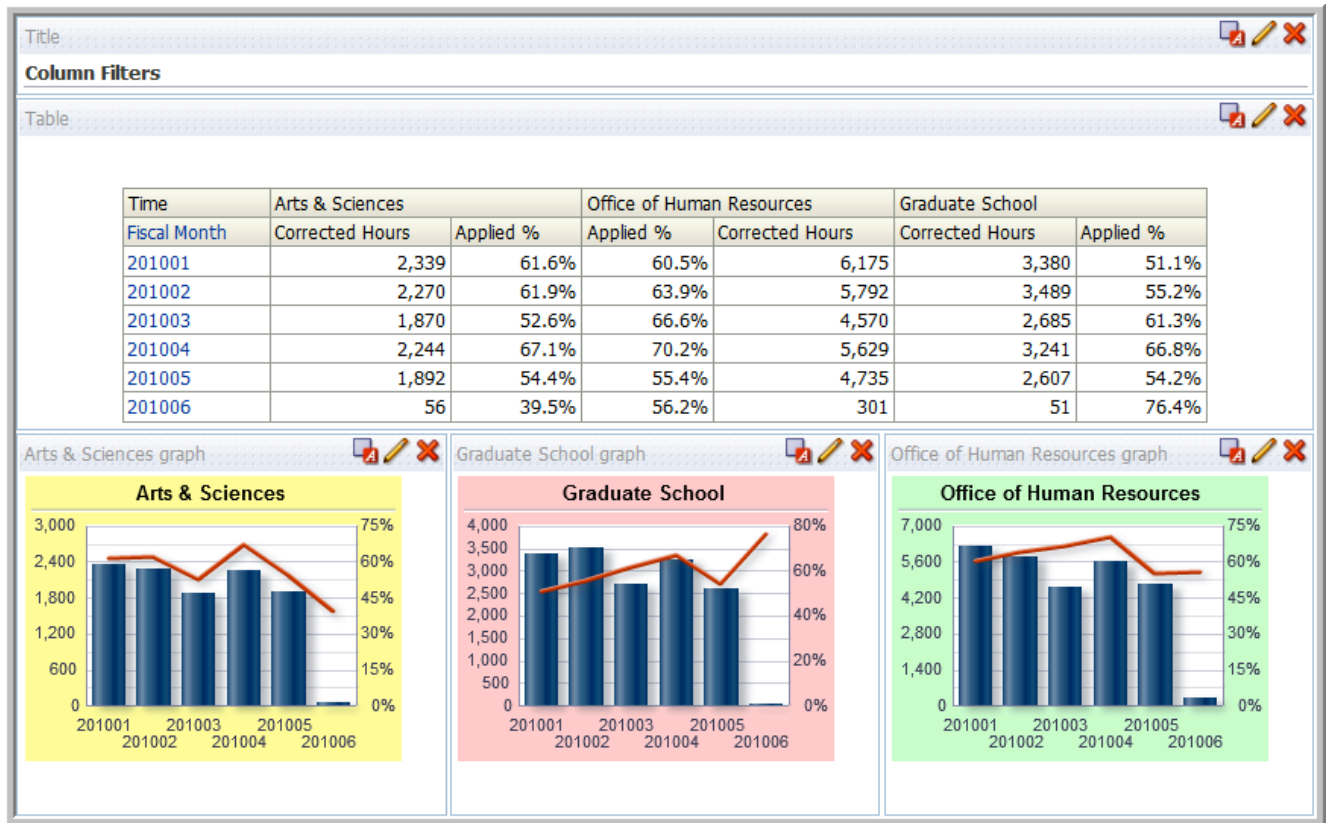 Title
Column Filters
Table
Time Arts & Sciences Office of Human Resources Graduate School
Fiscal Month Corrected Hours Applied % Applied % Corrected Hours Corrected Hours Applied %
201001 2,339 61.6% 60.5% 6,175 3,380 51.1%
201002 2,270 61.9% 63.9% 5,792 3,489 55.2%
201003 1,870 52.6% 66.6% 4,570 2,685 61.3%
201004 2,244 67.1% 70.2% 5,629 3,241 66.8%
201005 1,892 54.4% 55.4% 4,735 2,607 54.2%
201006 56 39.5% 56.2% 301 51 76.4%
Arts & Sciences graph
Arts & Sciences
3,000 75%
2,400 60%
1,800 45%
1,200 30%
600 15%
0 0%
201001 201003 201005
201002 201004 201006
Graduate School graph
Graduate School
4,000 80%
3,500
3,000 60%
2,500
2,000 40%
1,500
1,000 20%
500
0 0%
201001 201003 201005
201002 201004 201006
Office of Human Resources graph
Office of Human Resources
7,000 75%
5,600 60%
4,200 45%
2,800 30%
1,400 15%
0 0%
201001 201003 201005
201002 201004 201006